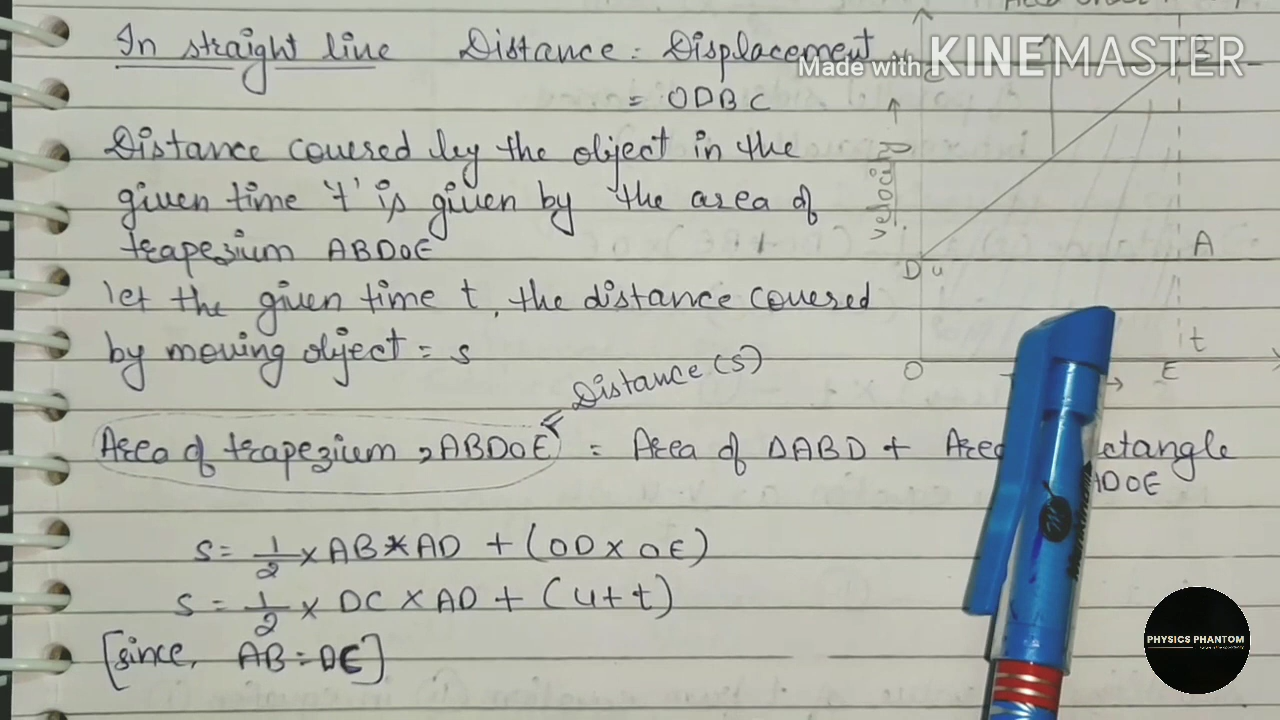 In straight line Distance = Displacement
= ODBC
Distance covered by the object in the
given time 't' is given by the area of
trapezium ABDOE
let the given time t, the distance covered
by moving object = s
Distance (s)
Area of trapezium, ABDOE = Area of ΔABD + Area ctangle
ADOE
s = 1/2 × AB × AD + (OD × OE)
s = 1/2 × DC × AD + (u + t)
[since, AB = DC]
B
velocity
A
D u
t
O
E
Made with KINEMASTER
PHYSICS PHANTOM